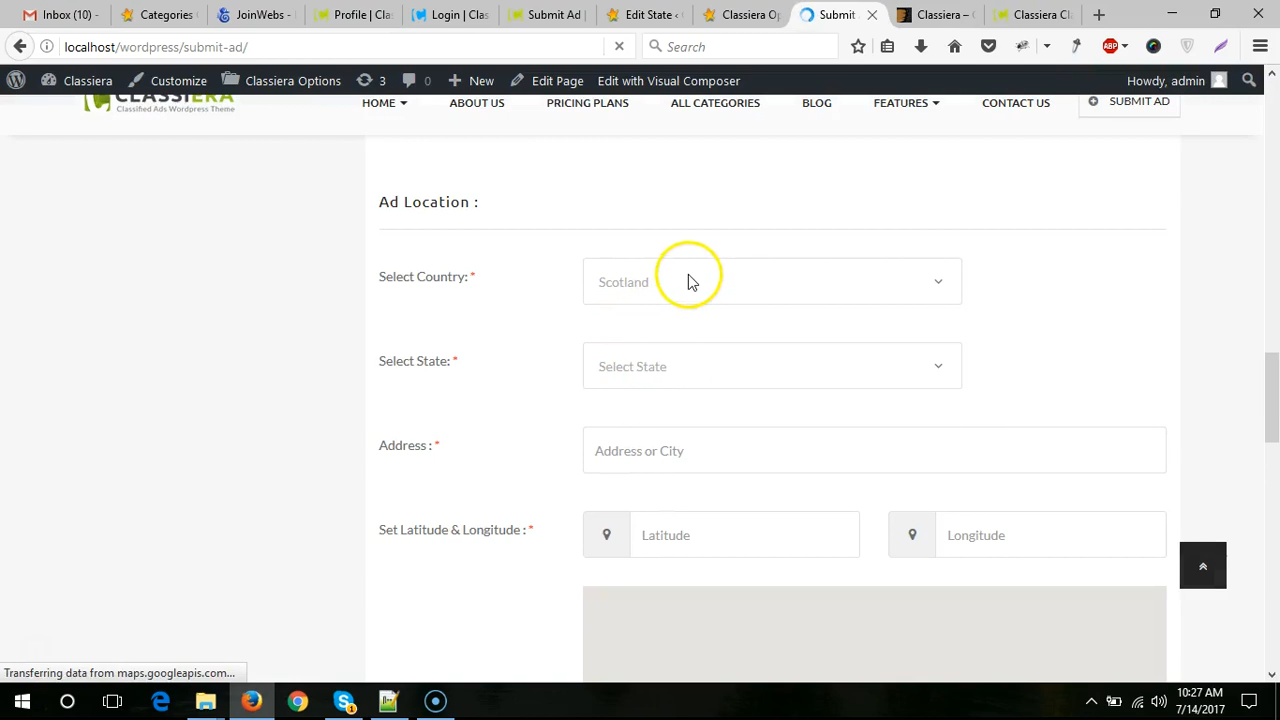 Inbox (10)
Categories
JoinWebs -
Profile | Clas
Login | Clas
Submit Ad |
Edit State ‹
Classiera Op
Submit
Classiera – 
Classiera Cl
localhost/wordpress/submit-ad/
Search
ABP
Classiera
Customize
Classiera Options
3
0
New
Edit Page
Edit with Visual Composer
Howdy, admin
CLASSIERA
Classified Ads Wordpress Theme
HOME
ABOUT US
PRICING PLANS
ALL CATEGORIES
BLOG
FEATURES
CONTACT US
SUBMIT AD
Ad Location :
Select Country: *
Scotland
Select State: *
Select State
Address : *
Address or City
Set Latitude & Longitude : *
Latitude
Longitude
Transferring data from maps.googleapis.com...
10:27 AM
7/14/2017